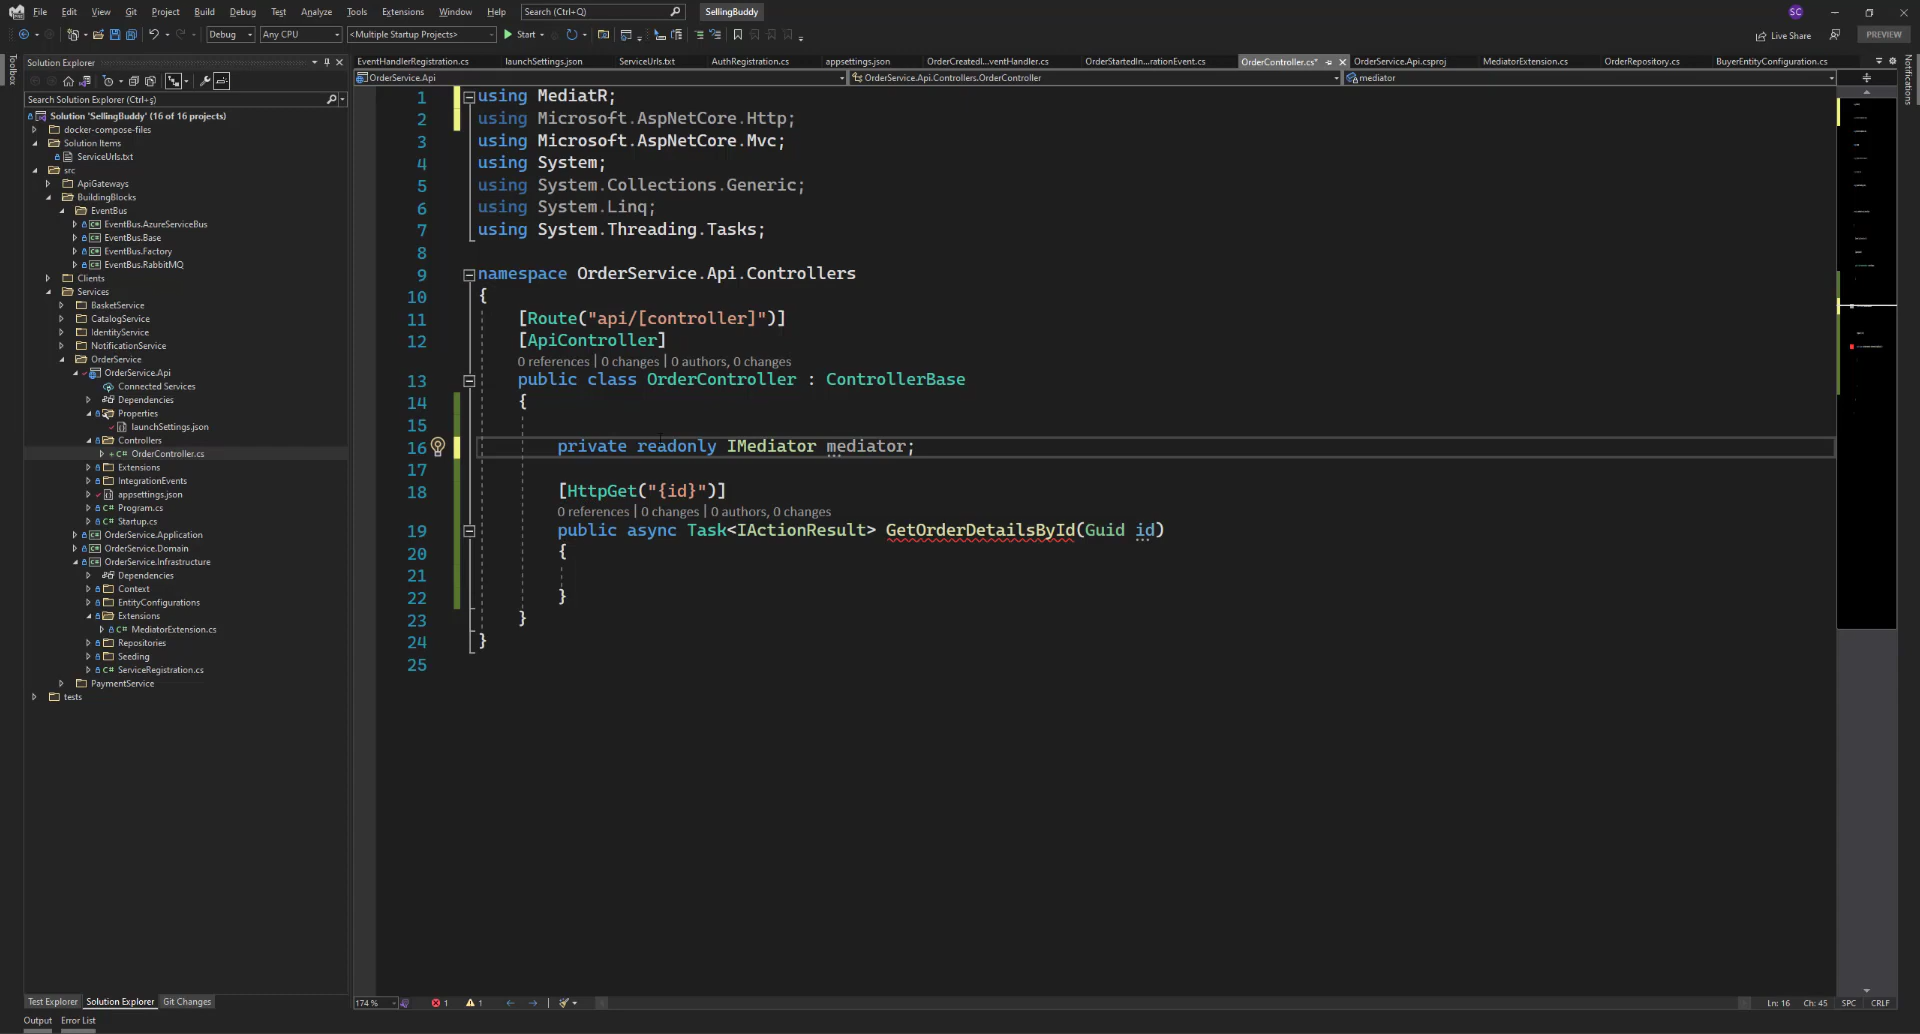 File Edit View Git Project Build Debug Test Analyze Tools Extensions Window Help Search (Ctrl+Q) SellingBuddy SC
Debug Any CPU <Multiple Startup Projects> Start Live Share PREVIEW
Toolbox
Notifications
Solution Explorer
Search Solution Explorer (Ctrl+ş)
Solution 'SellingBuddy' (16 of 16 projects)
docker-compose-files
Solution Items
ServiceUrls.txt
src
ApiGateways
BuildingBlocks
EventBus
EventBus.AzureServiceBus
EventBus.Base
EventBus.Factory
EventBus.RabbitMQ
Clients
Services
BasketService
CatalogService
IdentityService
NotificationService
OrderService
OrderService.Api
Connected Services
Dependencies
Properties
launchSettings.json
Controllers
OrderController.cs
Extensions
IntegrationEvents
appsettings.json
Program.cs
Startup.cs
OrderService.Application
OrderService.Domain
OrderService.Infrastructure
Dependencies
Context
EntityConfigurations
Extensions
MediatorExtension.cs
Repositories
Seeding
ServiceRegistration.cs
PaymentService
tests
Test Explorer Solution Explorer Git Changes
Output Error List
EventHandlerRegistration.cs launchSettings.json ServiceUrls.txt AuthRegistration.cs appsettings.json OrderCreatedI...ventHandler.cs OrderStartedIn...rationEvent.cs OrderController.cs* OrderService.Api.csproj MediatorExtension.cs OrderRepository.cs BuyerEntityConfiguration.cs
OrderService.Api OrderService.Api.Controllers.OrderController mediator
1 using MediatR;
2 using Microsoft.AspNetCore.Http;
3 using Microsoft.AspNetCore.Mvc;
4 using System;
5 using System.Collections.Generic;
6 using System.Linq;
7 using System.Threading.Tasks;
8
9 namespace OrderService.Api.Controllers
10 {
11 [Route("api/[controller]")]
12 [ApiController]
0 references | 0 changes | 0 authors, 0 changes
13 public class OrderController : ControllerBase
14 {
15
16 private readonly IMediator mediator;
17
18 [HttpGet("{id}")]
0 references | 0 changes | 0 authors, 0 changes
19 public async Task<IActionResult> GetOrderDetailsById(Guid id)
20 {
21
22 }
23 }
24 }
25
174 % 1 1 Ln: 16 Ch: 45 SPC CRLF